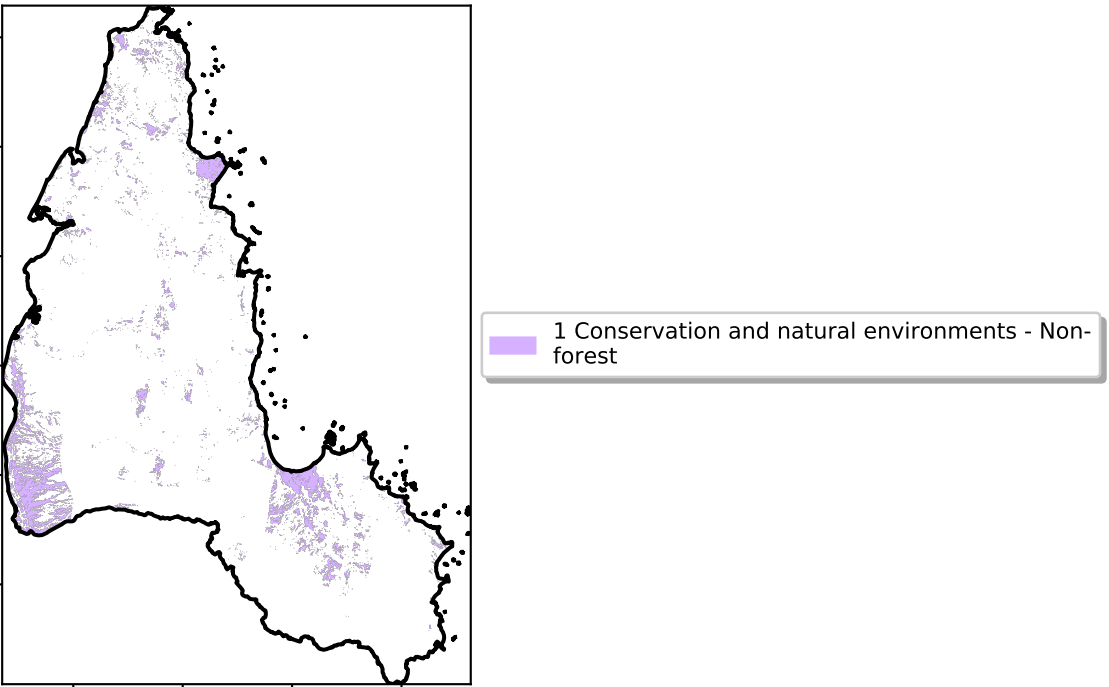 1 Conservation and natural environments - Non-
forest